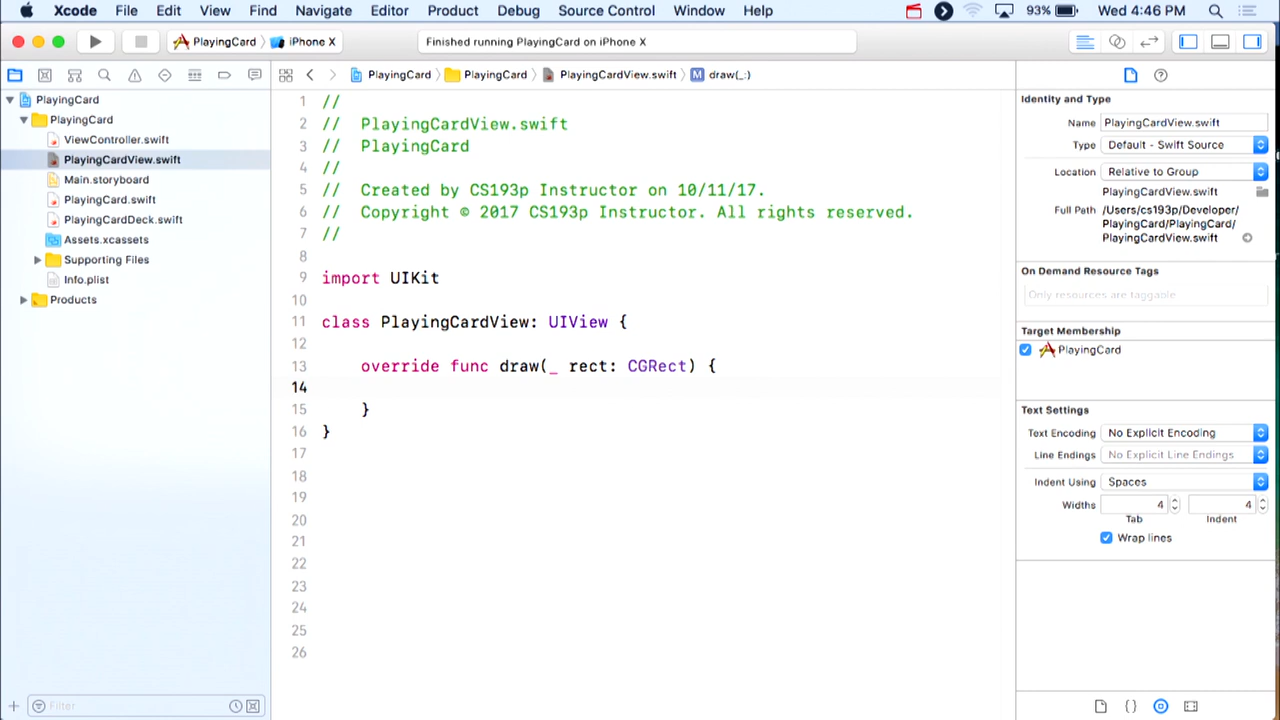 Xcode File Edit View Find Navigate Editor Product Debug Source Control Window Help 93% Wed 4:46 PM
PlayingCard iPhone X Finished running PlayingCard on iPhone X
PlayingCard PlayingCard PlayingCardView.swift M draw(_:)
PlayingCard
PlayingCard
ViewController.swift
PlayingCardView.swift
Main.storyboard
PlayingCard.swift
PlayingCardDeck.swift
Assets.xcassets
Supporting Files
Info.plist
Products
Filter
1 //
2 // PlayingCardView.swift
3 // PlayingCard
4 //
5 // Created by CS193p Instructor on 10/11/17.
6 // Copyright © 2017 CS193p Instructor. All rights reserved.
7 //
8
9 import UIKit
10
11 class PlayingCardView: UIView {
12
13 override func draw(_ rect: CGRect) {
14
15 }
16 }
17
18
19
20
21
22
23
24
25
26
Identity and Type
Name PlayingCardView.swift
Type Default - Swift Source
Location Relative to Group
PlayingCardView.swift
Full Path /Users/cs193p/Developer/
PlayingCard/PlayingCard/
PlayingCardView.swift
On Demand Resource Tags
Only resources are taggable
Target Membership
PlayingCard
Text Settings
Text Encoding No Explicit Encoding
Line Endings No Explicit Line Endings
Indent Using Spaces
Widths 4 4
Tab Indent
Wrap lines